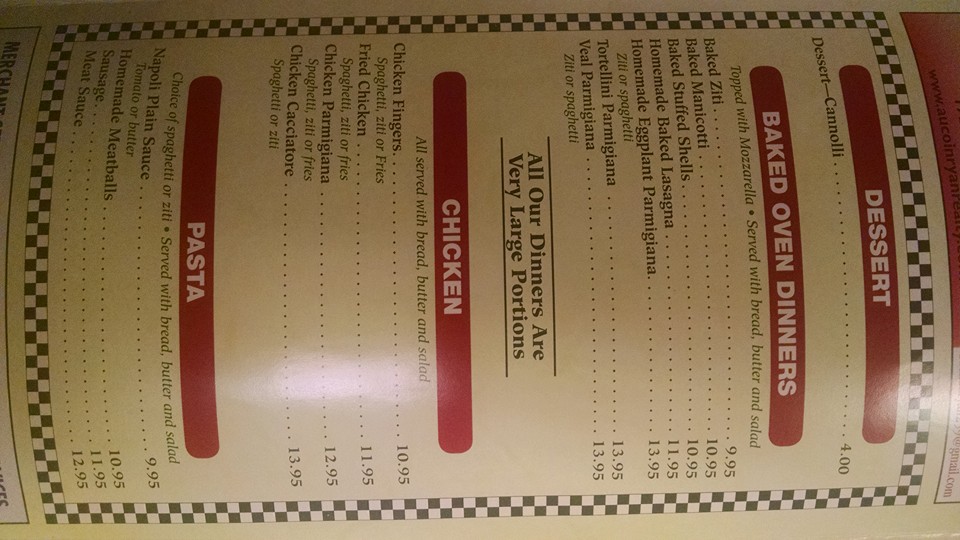 www.aucoinryanrealty
@gmail.com
DESSERT
Dessert—Cannolli . . . . . . . . . . . . . . . . . . . . . . . 4.00
BAKED OVEN DINNERS
Topped with Mozzarella • Served with bread, butter and salad
Baked Ziti . . . . . . . . . . . . . . . . . . . . . . . . . . . 9.95
Baked Manicotti . . . . . . . . . . . . . . . . . . . . . . . 10.95
Baked Stuffed Shells . . . . . . . . . . . . . . . . . . . . 10.95
Homemade Baked Lasagna . . . . . . . . . . . . . . . . 11.95
Homemade Eggplant Parmigiana . . . . . . . . . . . . 13.95
Ziti or spaghetti
Tortellini Parmigiana . . . . . . . . . . . . . . . . . . . 13.95
Veal Parmigiana . . . . . . . . . . . . . . . . . . . . . . 13.95
Ziti or spaghetti
All Our Dinners Are
Very Large Portions
CHICKEN
All served with bread, butter and salad
Chicken Fingers . . . . . . . . . . . . . . . . . . . . . . 10.95
Spaghetti, ziti or Fries
Fried Chicken . . . . . . . . . . . . . . . . . . . . . . . . 11.95
Spaghetti, ziti or fries
Chicken Parmigiana . . . . . . . . . . . . . . . . . . . . 12.95
Spaghetti, ziti or fries
Chicken Cacciatore . . . . . . . . . . . . . . . . . . . . 13.95
Spaghetti or ziti
PASTA
Choice of spaghetti or ziti • Served with bread, butter and salad
Napoli Plain Sauce . . . . . . . . . . . . . . . . . . . . . 9.95
Tomato or butter
Homemade Meatballs . . . . . . . . . . . . . . . . . . . 10.95
Sausage . . . . . . . . . . . . . . . . . . . . . . . . . . . . 11.95
Meat Sauce . . . . . . . . . . . . . . . . . . . . . . . . . . 12.95
MERCHANT